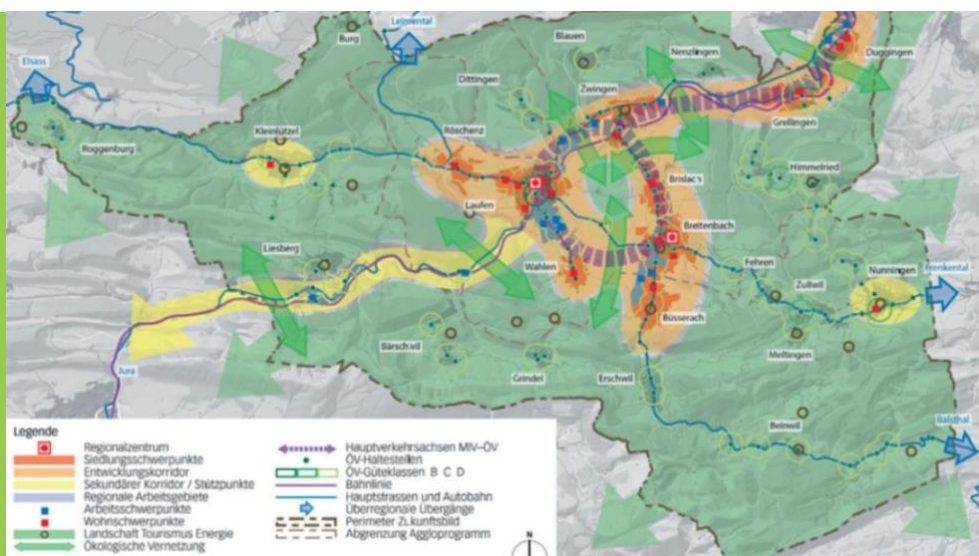 Leimental
Burg
Blauen
Nenzlingen
Duggingen
Elsass
Dittingen
Zwingen
Kleinlützel
Röschenz
Grellingen
Roggenburg
Himmelried
Brislach
Laufen
Breitenbach
Liesberg
Wahlen
Fehren
Nunningen
Frenkental
Zullwil
Büsserach
Bärschwil
Meltingen
Jura
Grindel
Erschwil
Beinwil
Balsthal
Legende
Regionalzentrum
Siedlungsschwerpunkte
Entwicklungskorridor
Sekundärer Korridor / Stützpunkte
Regionale Arbeitsgebiete
Arbeitsschwerpunkte
Wohnschwerpunkte
Landschaft Tourismus Energie
Ökologische Vernetzung
Hauptverkehrsachsen MIV-ÖV
ÖV-Haltestellen
ÖV-Güteklassen B C D
Bahnlinie
Hauptstrassen und Autobahn
Überregionale Übergänge
Perimeter Zukunftsbild
Abgrenzung Aggloprogramm
N